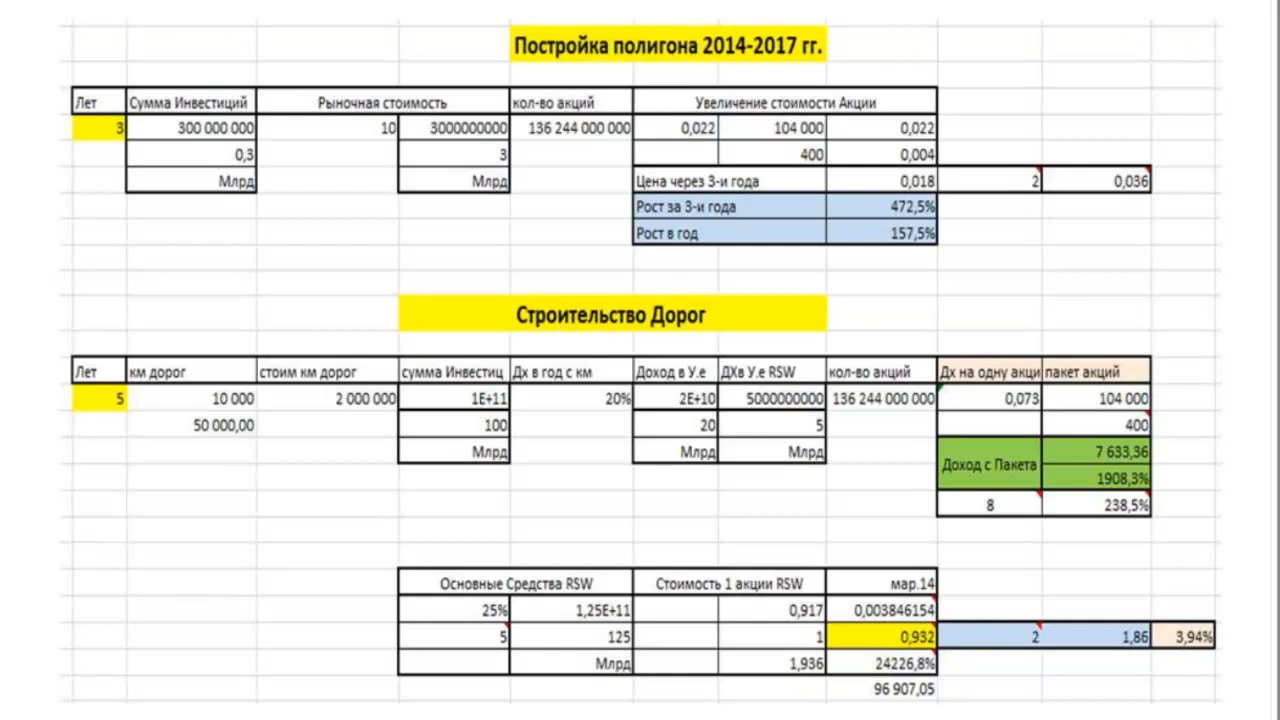 Постройка полигона 2014-2017 гг.
Лет Сумма Инвестиций Рыночная стоимость кол-во акций Увеличение стоимости Акции
3 300 000 000 10 3000000000 136 244 000 000 0,022 104 000 0,022
0,3 3 400 0,004
Млрд Млрд Цена через 3-и года 0,018 2 0,036
Рост за 3-и года 472,5%
Рост в год 157,5%
Строительство Дорог
Лет км дорог стоим км дорог сумма Инвестиц Дх в год с км Доход в У.е ДХв У.е RSW кол-во акций Дх на одну акци пакет акций
5 10 000 2 000 000 1E+11 20% 2E+10 5000000000 136 244 000 000 0,073 104 000
50 000,00 100 20 5 400
Млрд Млрд Млрд Доход с Пакета 7 633,36
1908,3%
8 238,5%
Основные Средства RSW Стоимость 1 акции RSW мар.14
25% 1,25E+11 0,917 0,003846154
5 125 1 0,932 2 1,86 3,94%
Млрд 1,936 24226,8%
96 907,05